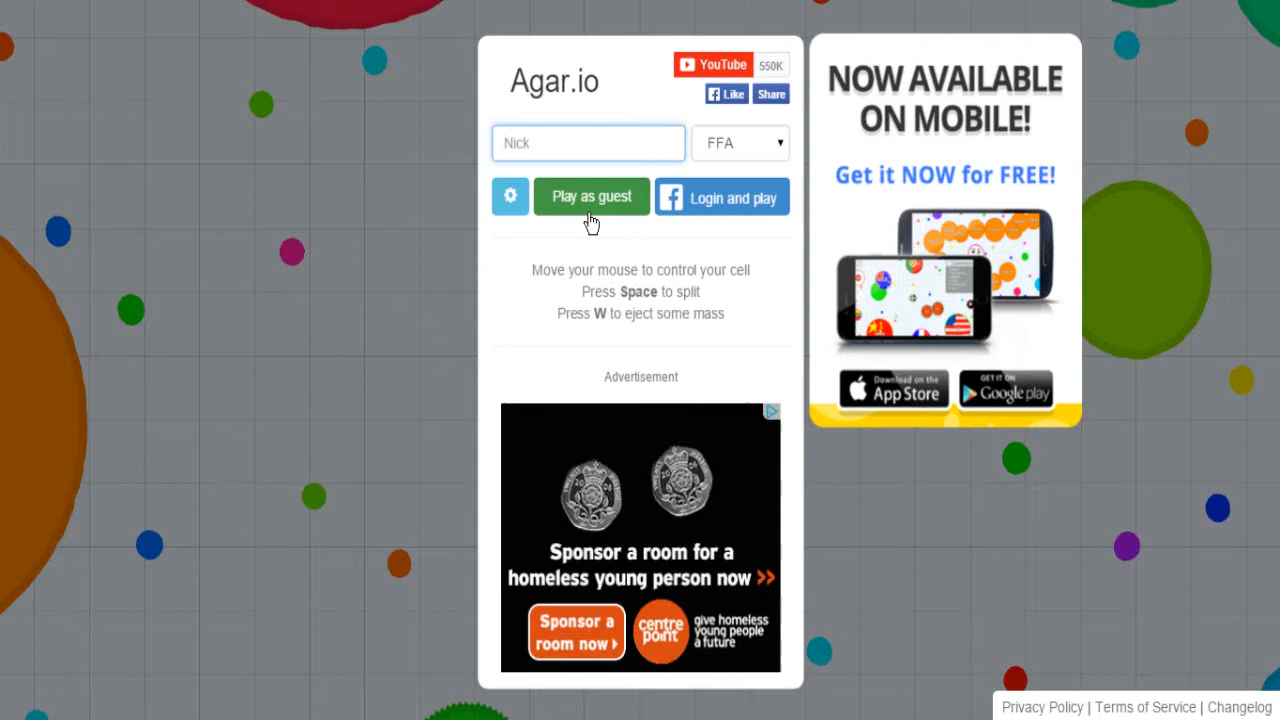 Agar.io
YouTube 550K
Like Share
Nick
FFA
Play as guest
Login and play
Move your mouse to control your cell
Press Space to split
Press W to eject some mass
Advertisement
Sponsor a room for a
homeless young person now >>
Sponsor a
room now
centre
point
give homeless
young people
a future
NOW AVAILABLE
ON MOBILE!
Get it NOW for FREE!
Download on the
App Store
GET IT ON
Google play
Privacy Policy | Terms of Service | Changelog